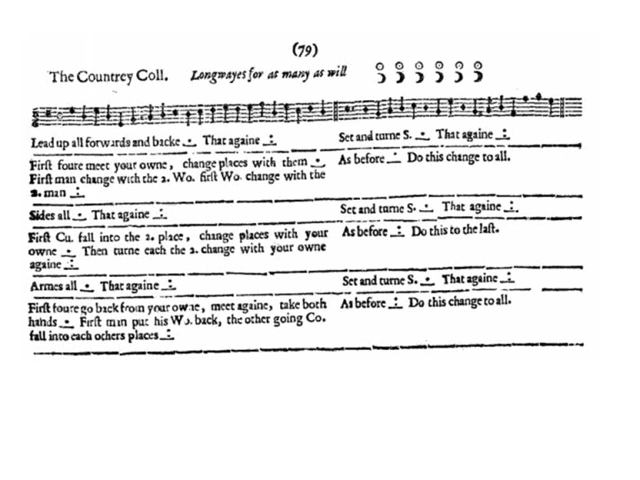 (79)
The Countrey Coll. Longwayes for as many as will
Lead up all forwards and backe . That againe . Set and turne S. . That againe .
First foure meet your owne, change places with them . As before . Do this change to all.
First man change with the 2. Wo. first Wo. change with the
2. man .
Sides all . That againe . Set and turne S. . That againe .
First Cu. fall into the 2. place, change places with your As before . Do this to the last.
owne . Then turne each the 2. change with your owne
againe .
Armes all . That againe . Set and turne S. . That againe .
First foure go back from your owne, meet againe, take both As before . Do this change to all.
hands . First man put his Wo. back, the other going Co.
fall into each others places .